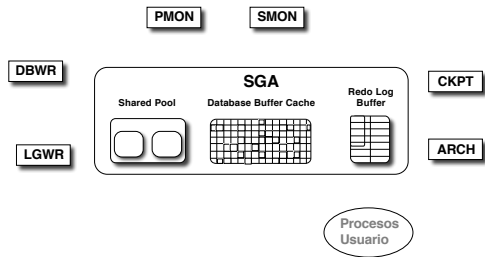 PMON
SMON
DBWR
SGA
CKPT
Shared Pool
Database Buffer Cache
Redo Log
Buffer
LGWR
ARCH
Procesos
Usuario